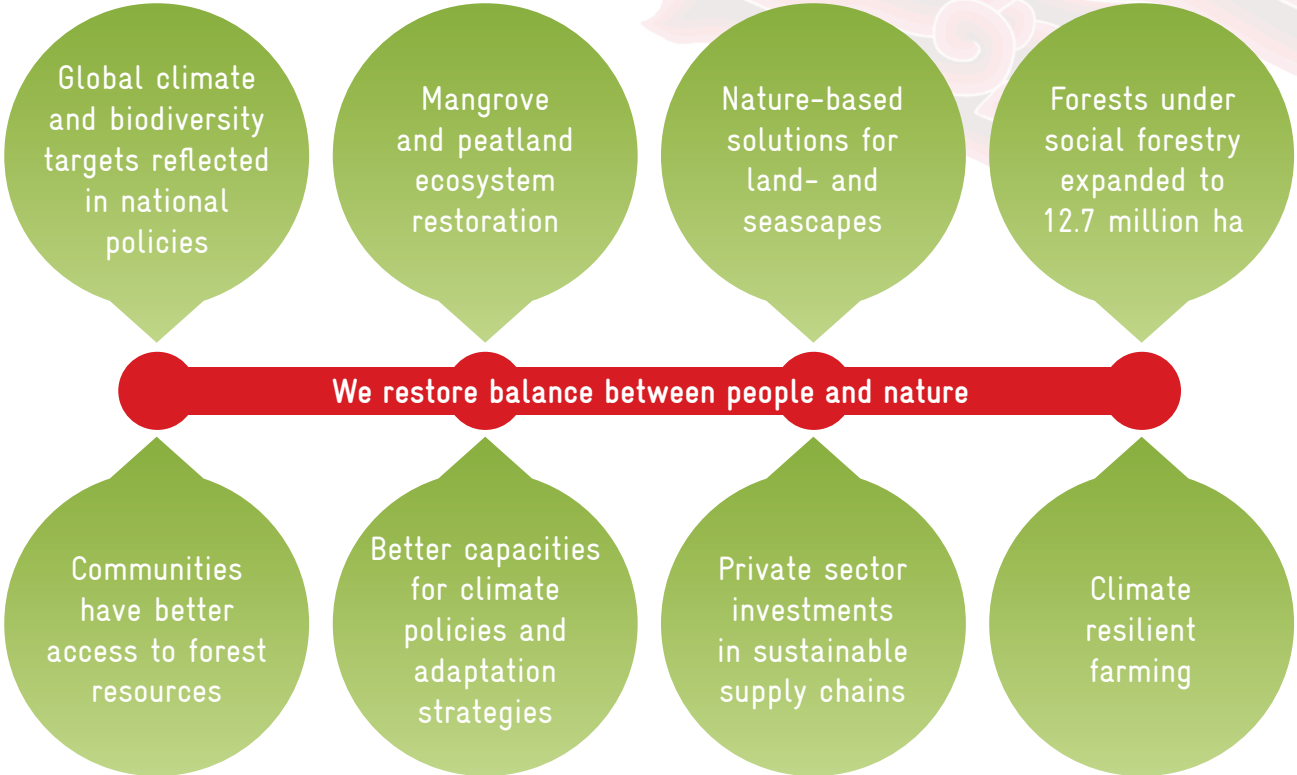 Global climate
and biodiversity
targets reflected
in national
policies
Mangrove
and peatland
ecosystem
restoration
Nature-based
solutions for
land- and
seascapes
Forests under
social forestry
expanded to
12.7 million ha
We restore balance between people and nature
Communities
have better
access to forest
resources
Better capacities
for climate
policies and
adaptation
strategies
Private sector
investments
in sustainable
supply chains
Climate
resilient
farming